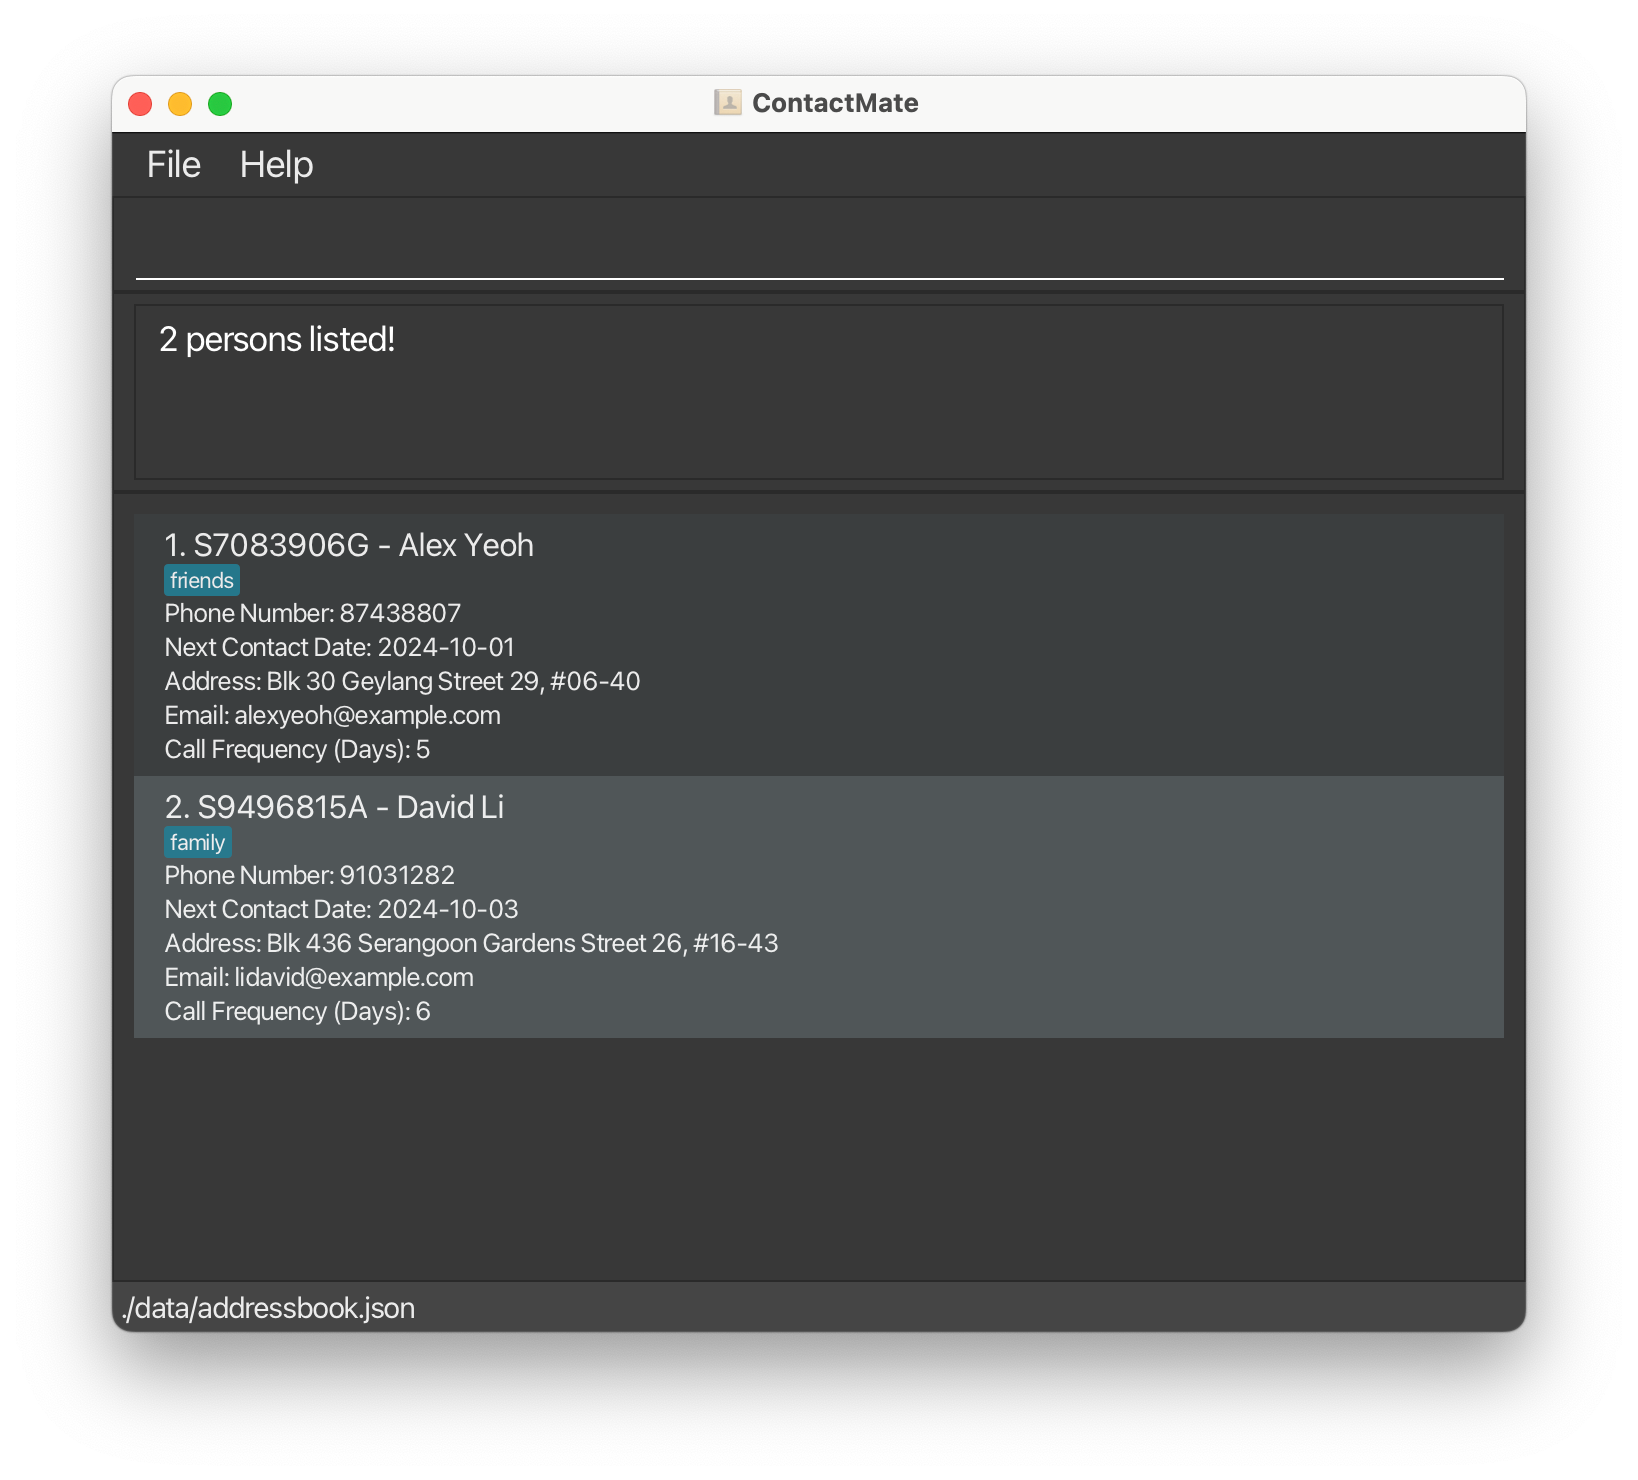 ContactMate
File Help
2 persons listed!
1. S7083906G - Alex Yeoh
friends
Phone Number: 87438807
Next Contact Date: 2024-10-01
Address: Blk 30 Geylang Street 29, #06-40
Email: alexyeoh@example.com
Call Frequency (Days): 5
2. S9496815A - David Li
family
Phone Number: 91031282
Next Contact Date: 2024-10-03
Address: Blk 436 Serangoon Gardens Street 26, #16-43
Email: lidavid@example.com
Call Frequency (Days): 6
./data/addressbook.json